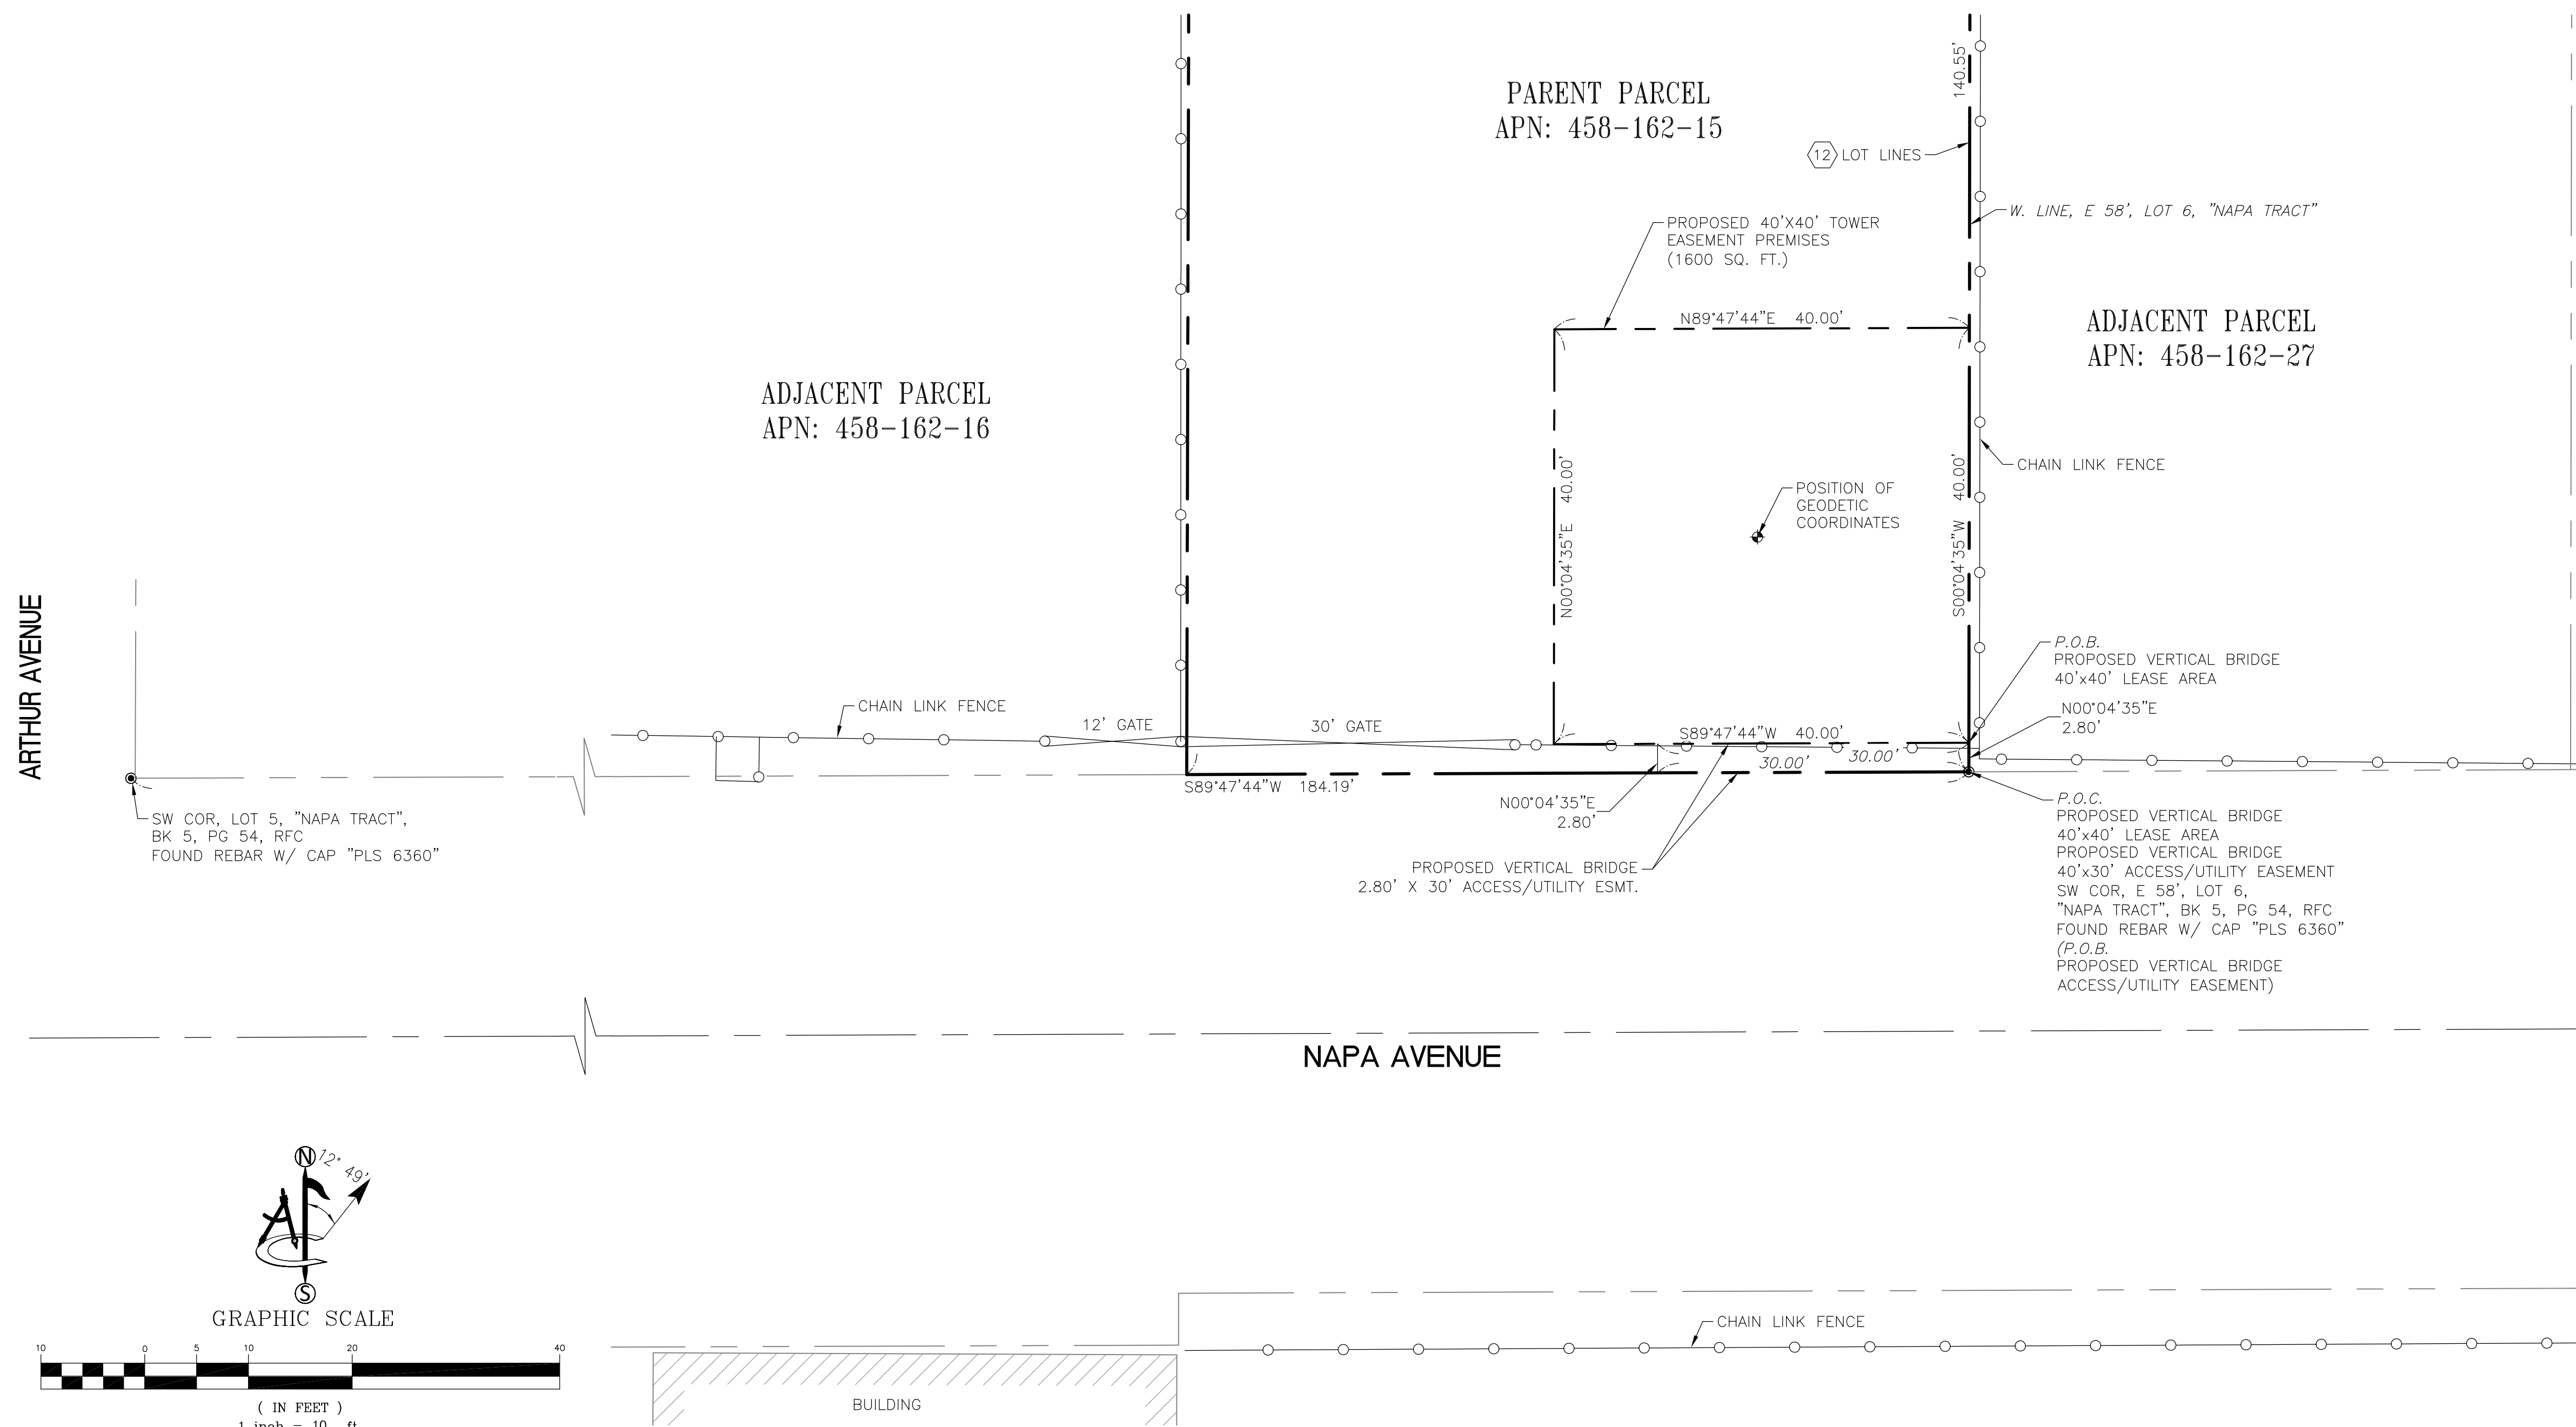 140.55'
PARENT PARCEL
APN: 458-162-15
12 LOT LINES
W. LINE, E 58', LOT 6, "NAPA TRACT"
PROPOSED 40'X40' TOWER
EASEMENT PREMISES
(1600 SQ. FT.)
N89°47'44"E 40.00'
ADJACENT PARCEL
APN: 458-162-27
ADJACENT PARCEL
APN: 458-162-16
N00°04'35"E 40.00'
S00°04'35"W 40.00'
CHAIN LINK FENCE
POSITION OF
GEODETIC
COORDINATES
ARTHUR AVENUE
P.O.B.
PROPOSED VERTICAL BRIDGE
40'x40' LEASE AREA
N00°04'35"E
2.80'
CHAIN LINK FENCE
12' GATE
30' GATE
S89°47'44"W 40.00'
30.00'
30.00'
S89°47'44"W 184.19'
N00°04'35"E
2.80'
SW COR, LOT 5, "NAPA TRACT",
BK 5, PG 54, RFC
FOUND REBAR W/ CAP "PLS 6360"
PROPOSED VERTICAL BRIDGE
2.80' X 30' ACCESS/UTILITY ESMT.
P.O.C.
PROPOSED VERTICAL BRIDGE
40'x40' LEASE AREA
PROPOSED VERTICAL BRIDGE
40'x30' ACCESS/UTILITY EASEMENT
SW COR, E 58', LOT 6,
"NAPA TRACT", BK 5, PG 54, RFC
FOUND REBAR W/ CAP "PLS 6360"
(P.O.B.
PROPOSED VERTICAL BRIDGE
ACCESS/UTILITY EASEMENT)
NAPA AVENUE
N
12° 49'
S
GRAPHIC SCALE
10 0 5 10 20 40
( IN FEET )
1 inch = 10 ft.
CHAIN LINK FENCE
BUILDING